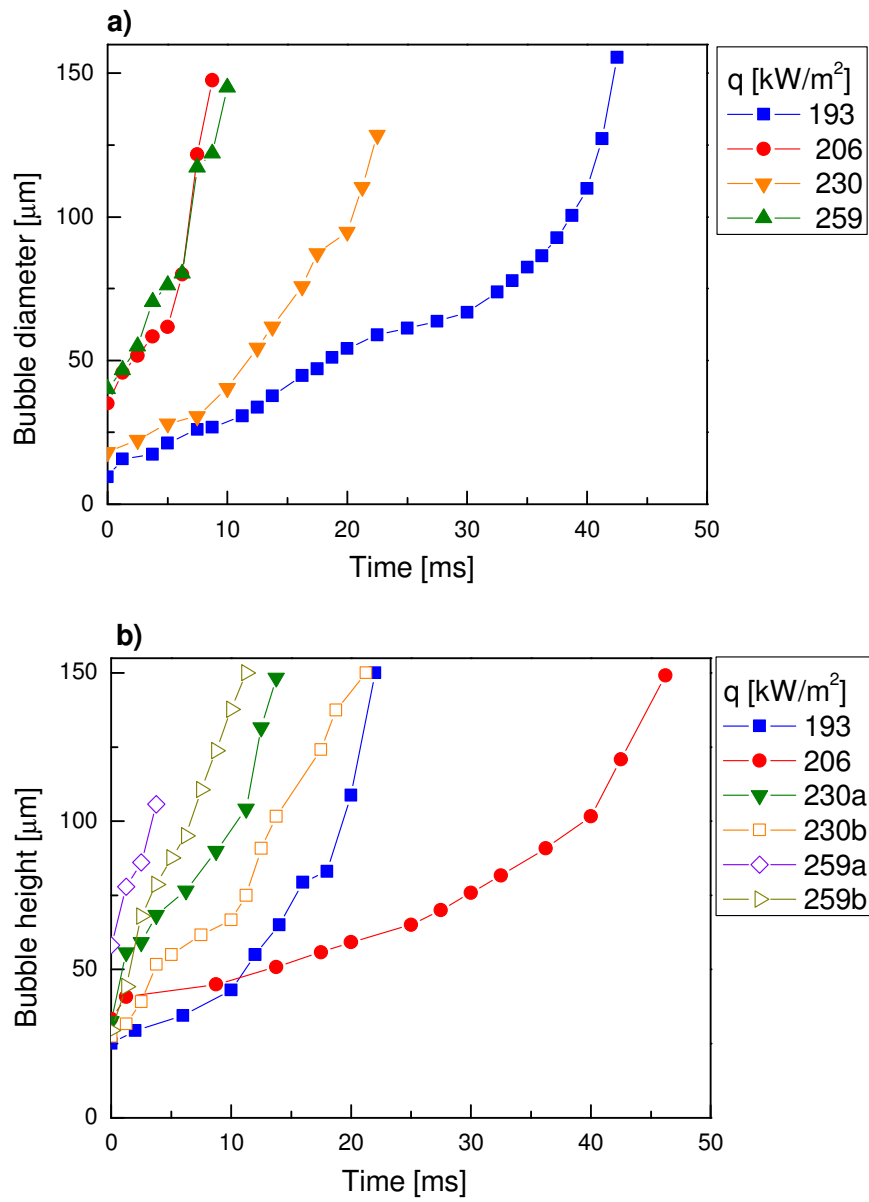 a)
150
100
50
0
Bubble diameter [µm]
0 10 20 30 40 50
Time [ms]
q [kW/m²]
193
206
230
259
b)
150
100
50
0
Bubble height [µm]
0 10 20 30 40 50
Time [ms]
q [kW/m²]
193
206
230a
230b
259a
259b